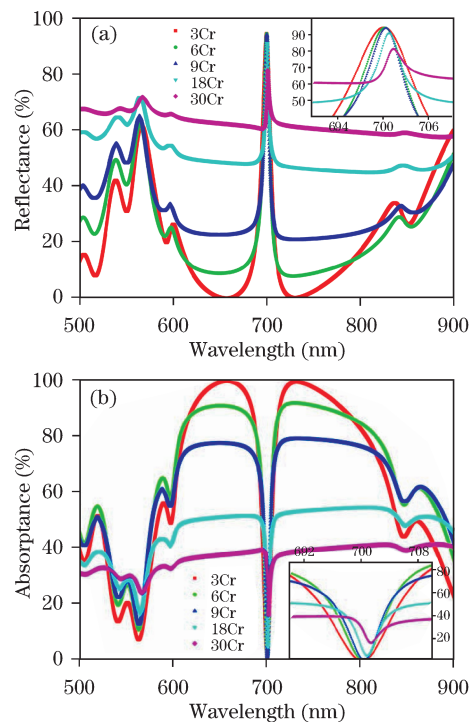 (a)
3Cr
6Cr
9Cr
18Cr
30Cr
90
80
70
60
50
694 700 706
100
80
60
40
20
0
Reflectance (%)
500 600 700 800 900
Wavelength (nm)
(b)
100
80
60
40
20
0
Absorptance (%)
3Cr
6Cr
9Cr
18Cr
30Cr
692 700 708
80
60
40
20
500 600 700 800 900
Wavelength (nm)